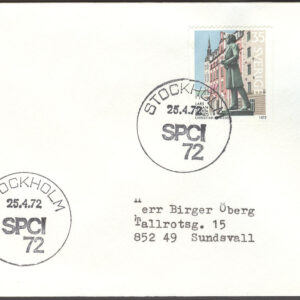 35
SVERIGE
STOCKHOLM
25.4.72
SPCI
72
STOCKHOLM
25.4.72
SPCI
72
Herr Birger Öberg
Tallrotsg. 15
852 49 Sundsvall